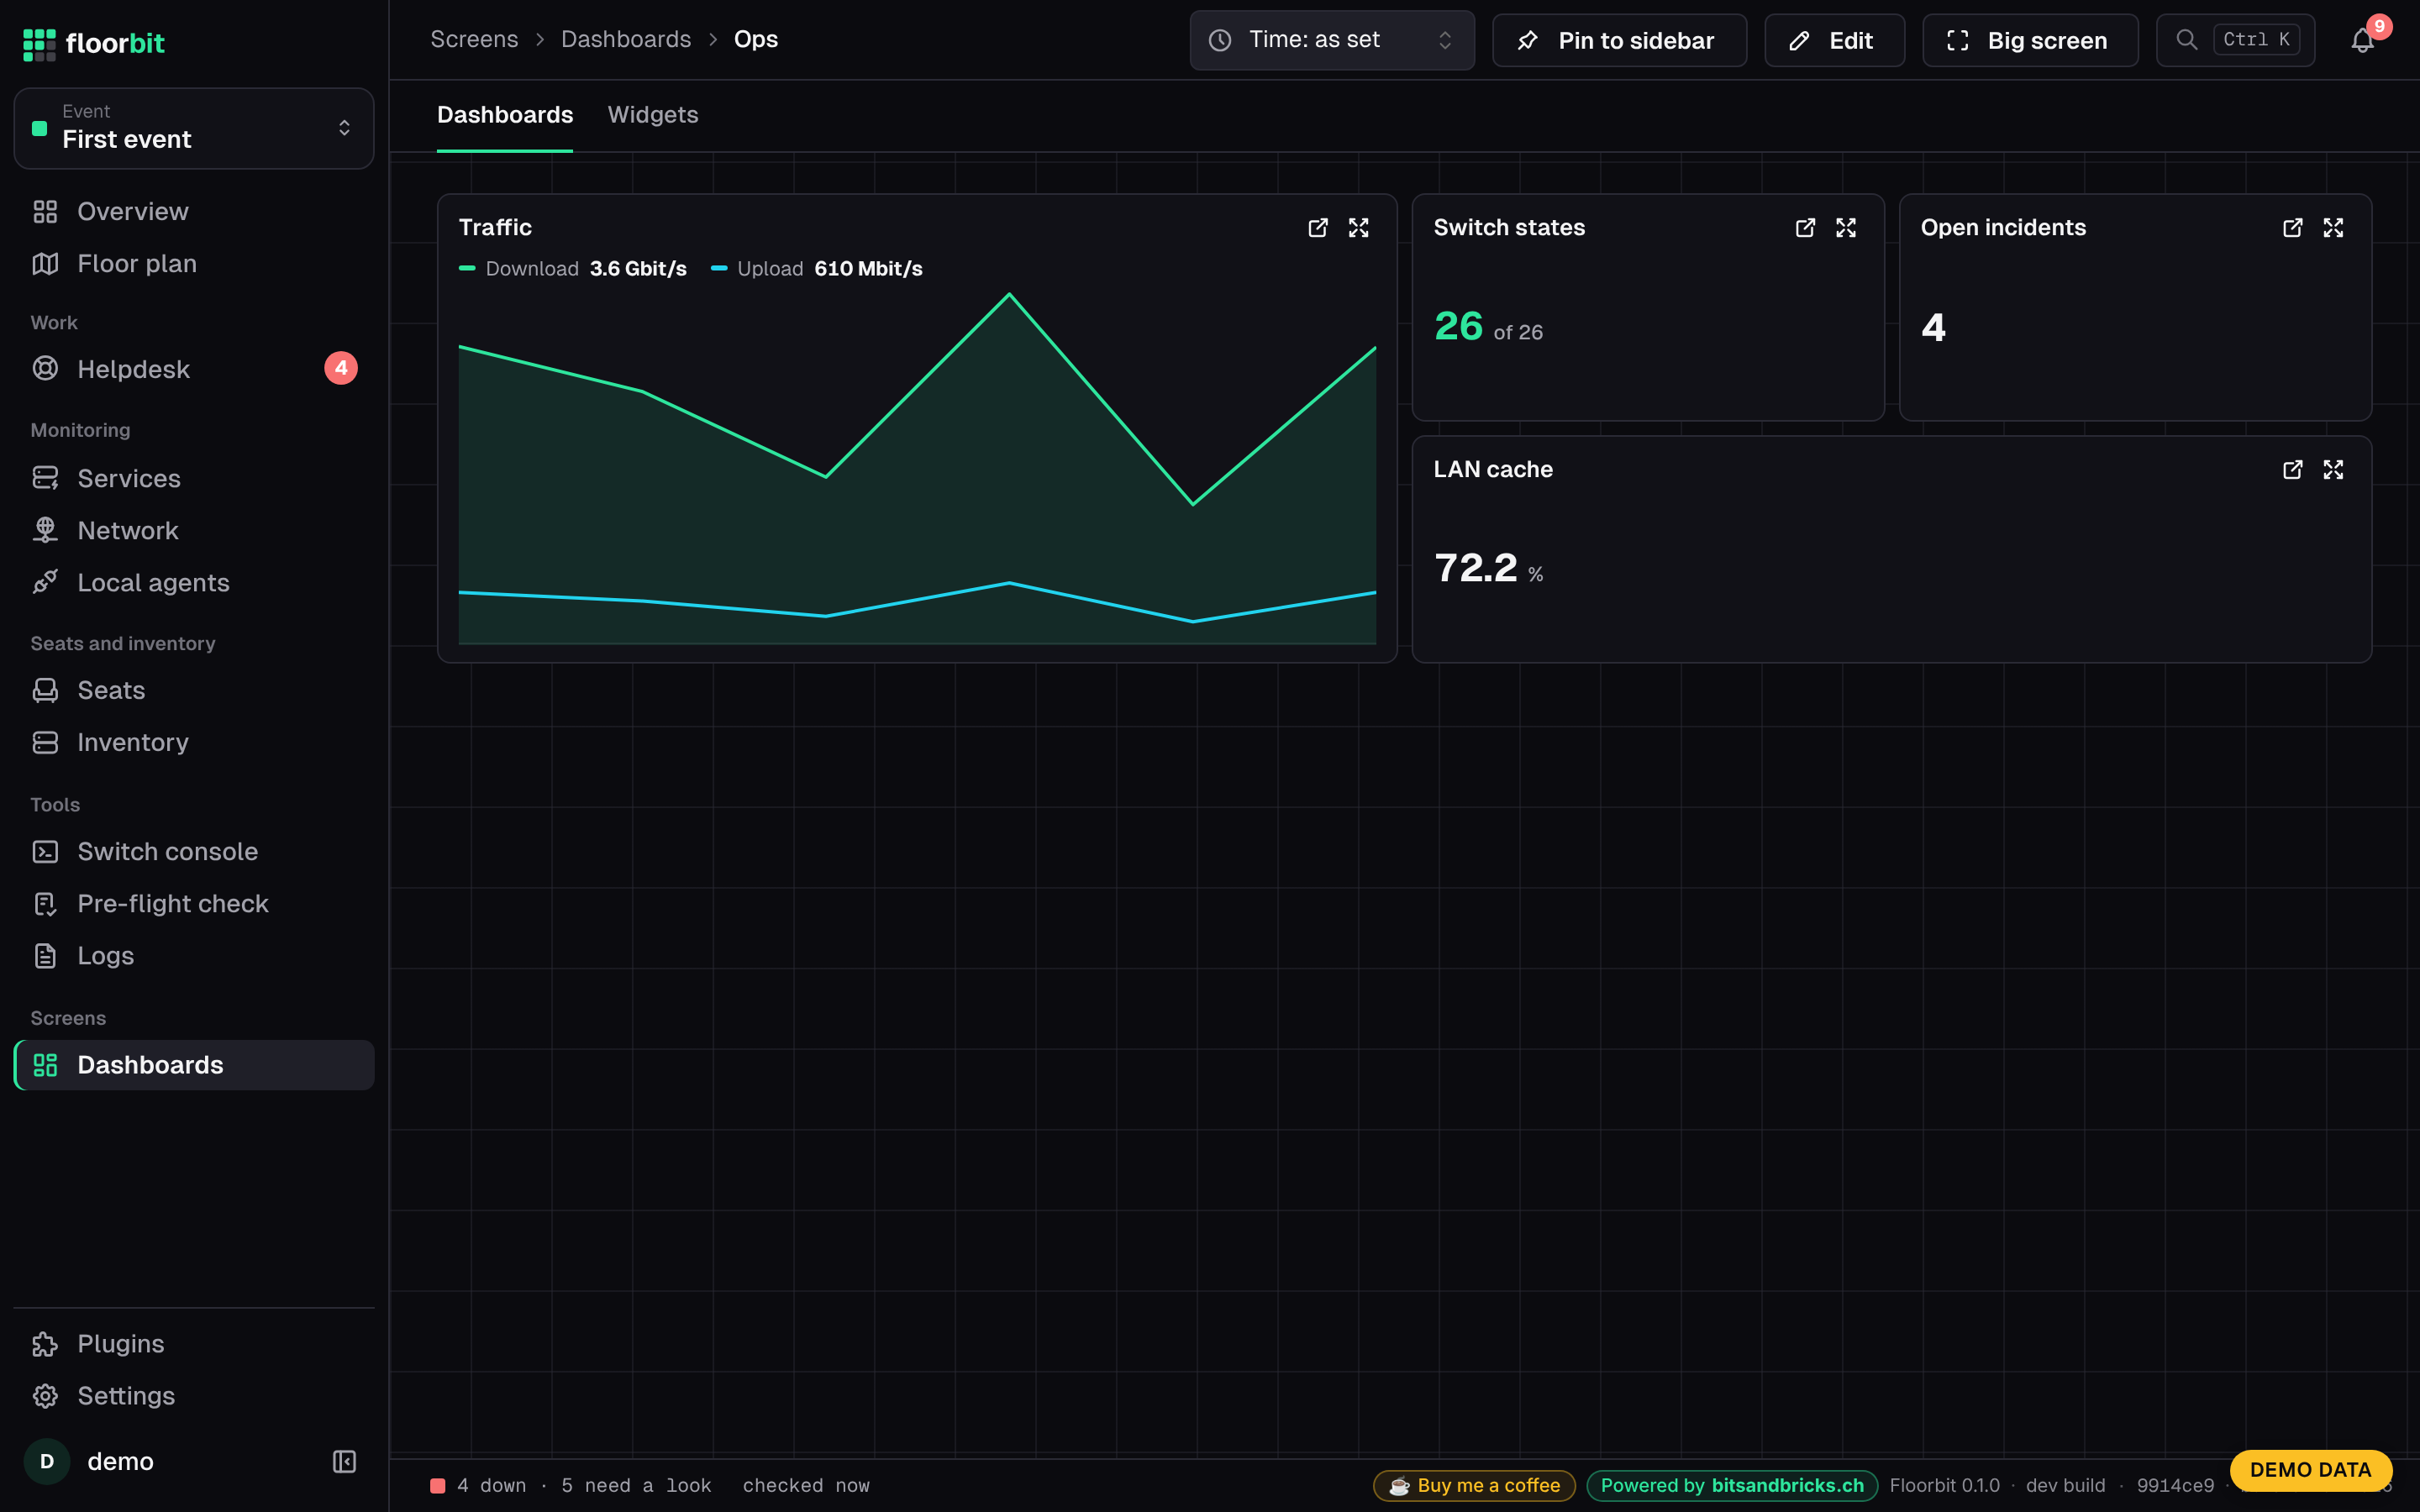 floorbit
Event
First event
Overview
Floor plan
Work
Helpdesk 4
Monitoring
Services
Network
Local agents
Seats and inventory
Seats
Inventory
Tools
Switch console
Pre-flight check
Logs
Screens
Dashboards
Plugins
Settings
D demo
Screens > Dashboards > Ops
Time: as set
Pin to sidebar
Edit
Big screen
Ctrl K
9
Dashboards Widgets
Traffic
Download 3.6 Gbit/s Upload 610 Mbit/s
Switch states
26 of 26
Open incidents
4
LAN cache
72.2 %
4 down · 5 need a look checked now
Buy me a coffee
Powered by bitsandbricks.ch
Floorbit 0.1.0 · dev build · 9914ce9 ·
DEMO DATA